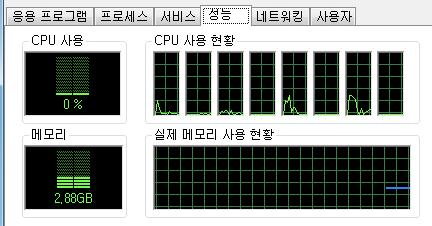 응용 프로그램 프로세스 서비스 성능 네트워킹 사용자
CPU 사용 CPU 사용 현황
0 %
메모리 실제 메모리 사용 현황
2,88GB